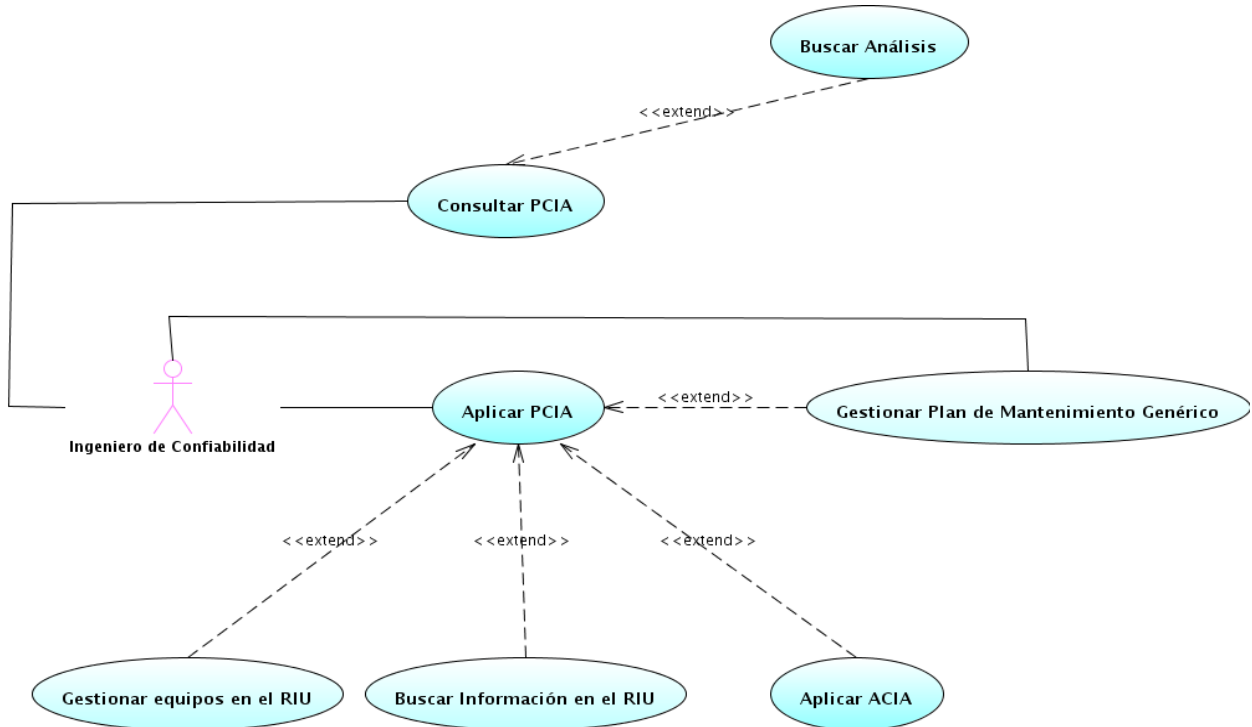 Buscar Análisis
<<extend>>
Consultar PCIA
Aplicar PCIA
<<extend>>
Gestionar Plan de Mantenimiento Genérico
Ingeniero de Confiabilidad
<<extend>>
<<extend>>
<<extend>>
Gestionar equipos en el RIU
Buscar Información en el RIU
Aplicar ACIA